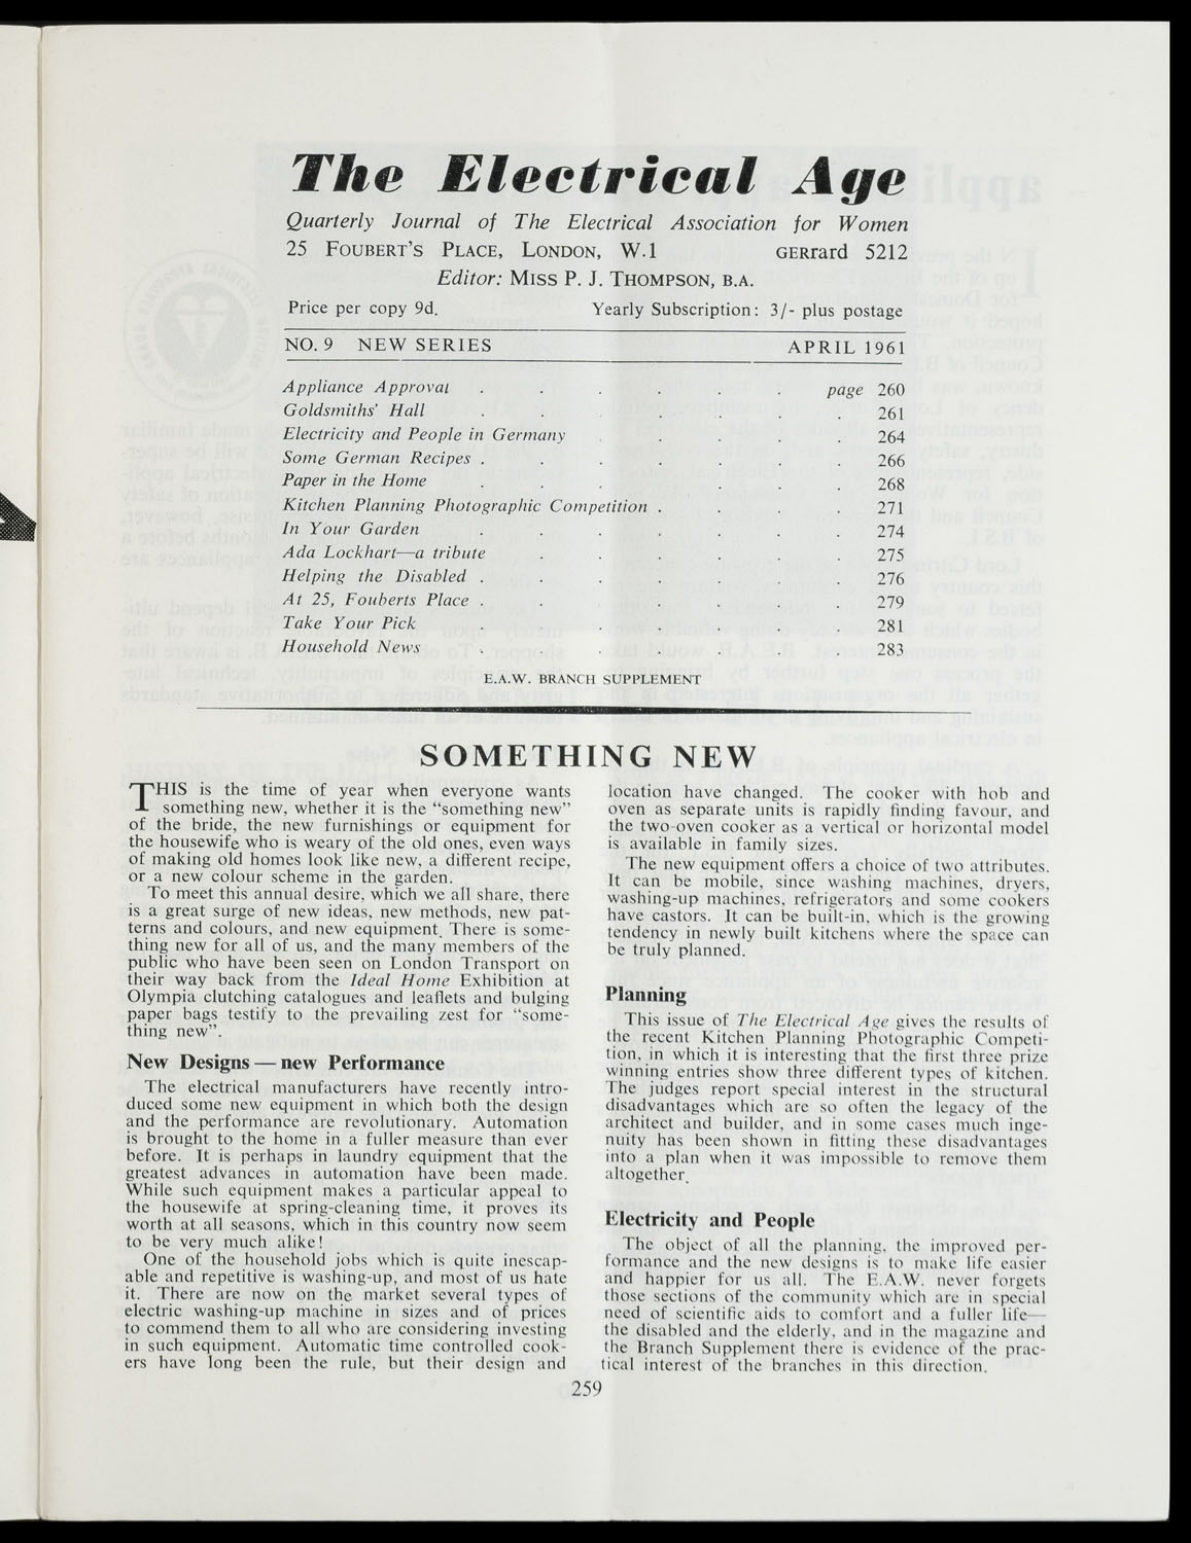 The Electrical Age
Quarterly Journal of The Electrical Association for Women
25 FOUBERT'S PLACE, LONDON, W.1 GERrard 5212
Editor: MISS P. J. THOMPSON, B.A.
Price per copy 9d. Yearly Subscription: 3/- plus postage
NO. 9 NEW SERIES APRIL 1961
Appliance Approval . . . . . . page 260
Goldsmiths' Hall . . . . . . . 261
Electricity and People in Germany . . . . . 264
Some German Recipes . . . . . . . 266
Paper in the Home . . . . . . . 268
Kitchen Planning Photographic Competition . . . . 271
In Your Garden . . . . . . . 274
Ada Lockhart—a tribute . . . . . . 275
Helping the Disabled . . . . . . . 276
At 25, Fouberts Place . . . . . . . 279
Take Your Pick . . . . . . . 281
Household News . . . . . . . 283
E.A.W. BRANCH SUPPLEMENT
SOMETHING NEW
THIS is the time of year when everyone wants
something new, whether it is the "something new"
of the bride, the new furnishings or equipment for
the housewife who is weary of the old ones, even ways
of making old homes look like new, a different recipe,
or a new colour scheme in the garden.
To meet this annual desire, which we all share, there
is a great surge of new ideas, new methods, new pat-
terns and colours, and new equipment. There is some-
thing new for all of us, and the many members of the
public who have been seen on London Transport on
their way back from the Ideal Home Exhibition at
Olympia clutching catalogues and leaflets and bulging
paper bags testify to the prevailing zest for "some-
thing new".
New Designs — new Performance
The electrical manufacturers have recently intro-
duced some new equipment in which both the design
and the performance are revolutionary. Automation
is brought to the home in a fuller measure than ever
before. It is perhaps in laundry equipment that the
greatest advances in automation have been made.
While such equipment makes a particular appeal to
the housewife at spring-cleaning time, it proves its
worth at all seasons, which in this country now seem
to be very much alike!
One of the household jobs which is quite inescap-
able and repetitive is washing-up, and most of us hate
it. There are now on the market several types of
electric washing-up machine in sizes and of prices
to commend them to all who are considering investing
in such equipment. Automatic time controlled cook-
ers have long been the rule, but their design and
location have changed. The cooker with hob and
oven as separate units is rapidly finding favour, and
the two-oven cooker as a vertical or horizontal model
is available in family sizes.
The new equipment offers a choice of two attributes.
It can be mobile, since washing machines, dryers,
washing-up machines, refrigerators and some cookers
have castors. It can be built-in, which is the growing
tendency in newly built kitchens where the space can
be truly planned.
Planning
This issue of The Electrical Age gives the results of
the recent Kitchen Planning Photographic Competi-
tion, in which it is interesting that the first three prize
winning entries show three different types of kitchen.
The judges report special interest in the structural
disadvantages which are so often the legacy of the
architect and builder, and in some cases much inge-
nuity has been shown in fitting these disadvantages
into a plan when it was impossible to remove them
altogether.
Electricity and People
The object of all the planning, the improved per-
formance and the new designs is to make life easier
and happier for us all. The E.A.W. never forgets
those sections of the community which are in special
need of scientific aids to comfort and a fuller life—
the disabled and the elderly, and in the magazine and
the Branch Supplement there is evidence of the prac-
tical interest of the branches in this direction.
259